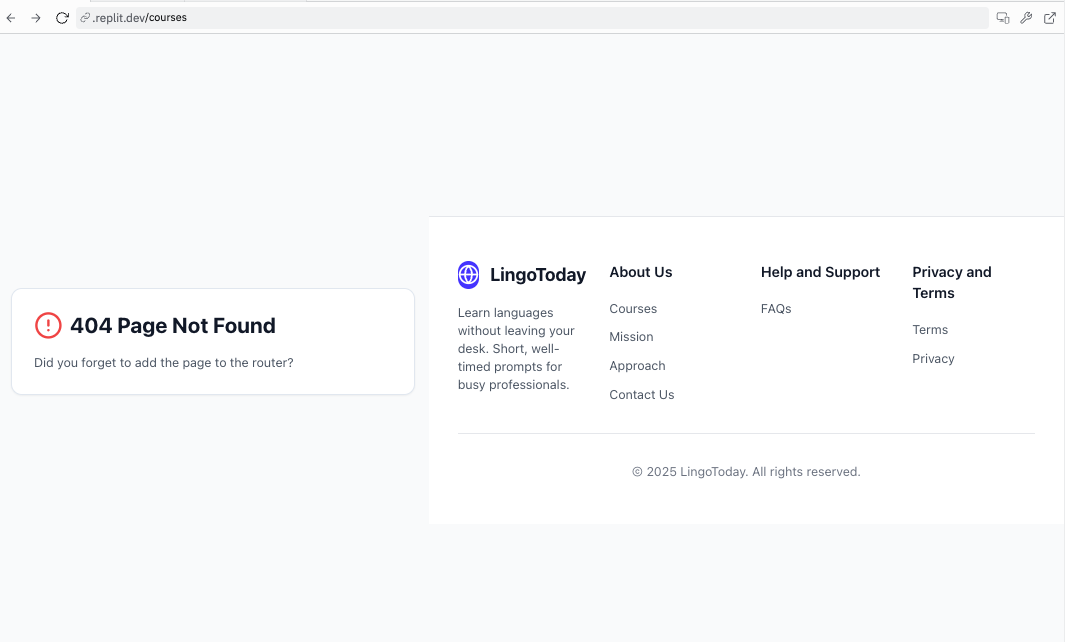 .replit.dev/courses
404 Page Not Found
Did you forget to add the page to the router?
LingoToday
Learn languages
without leaving your
desk. Short, well-
timed prompts for
busy professionals.
About Us
Courses
Mission
Approach
Contact Us
Help and Support
FAQs
Privacy and
Terms
Terms
Privacy
© 2025 LingoToday. All rights reserved.